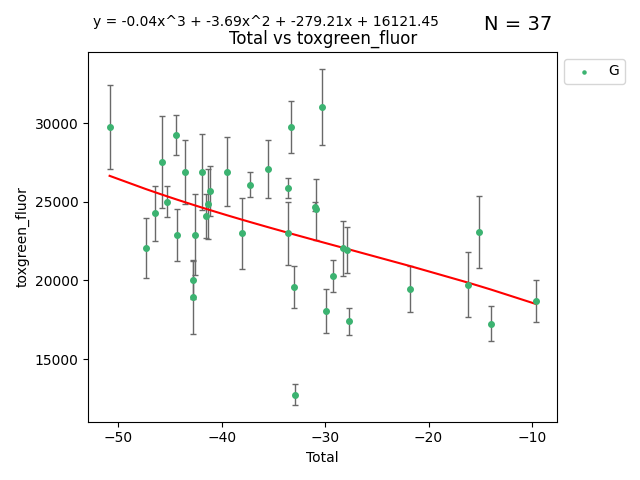 y = -0.04x^3 + -3.69x^2 + -279.21x + 16121.45
N = 37
Total vs toxgreen_fluor
G
30000
25000
20000
15000
toxgreen_fluor
−50 −40 −30 −20 −10
Total